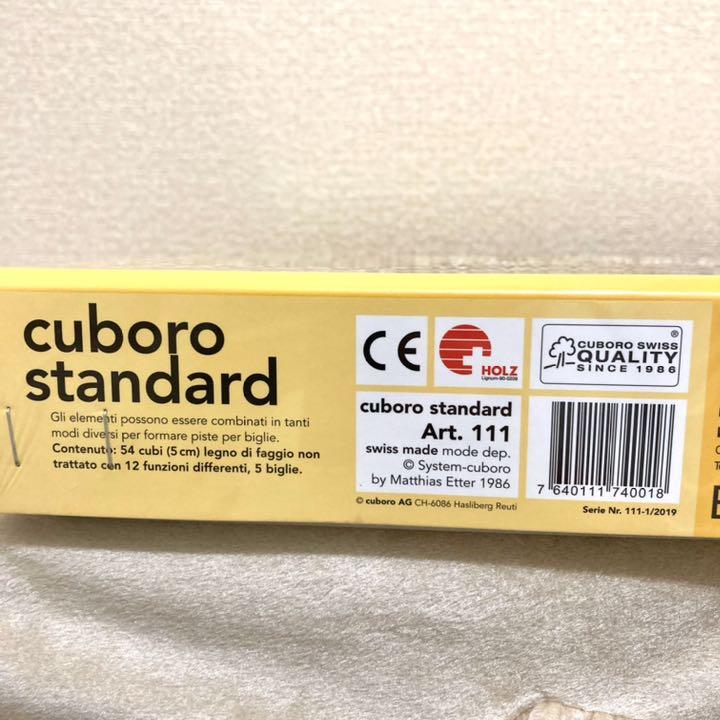 cuboro
standard
Gli elementi possono essere combinati in tanti
modi diversi per formare piste per biglie.
Contenuto: 54 cubi (5 cm) legno di faggio non
trattato con 12 funzioni differenti, 5 biglie.
CE
HOLZ
Lignum-90-0209
CUBORO SWISS ®
QUALITY
SINCE 1986
cuboro standard
Art. 111
swiss made mode dep.
© System-cuboro
by Matthias Etter 1986
© cuboro AG CH-6086 Hasliberg Reuti
7 640111 740018
Serie Nr. 111-1/2019